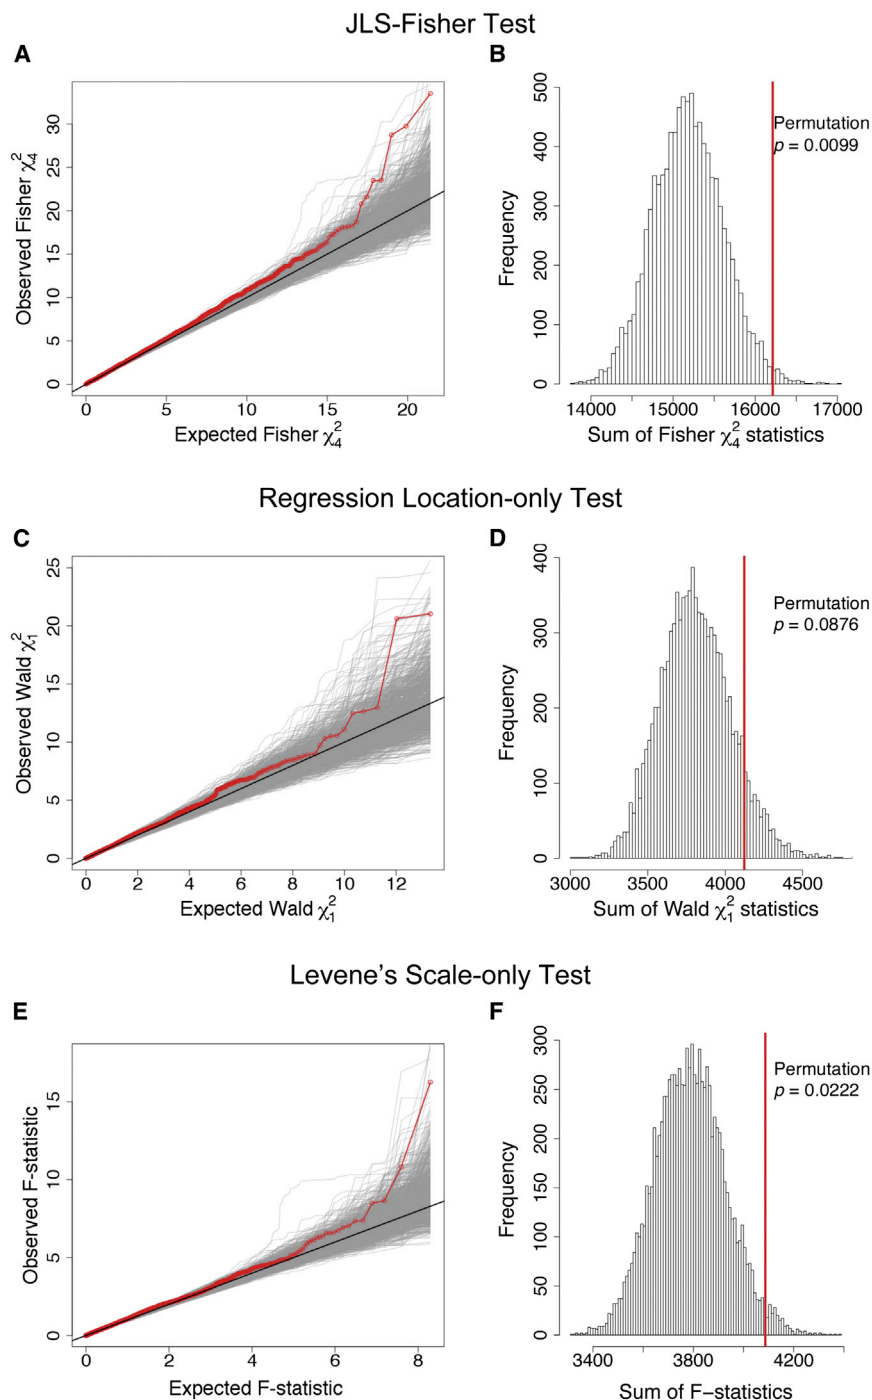 JLS-Fisher Test
A
Observed Fisher χ²₄
0 5 10 15 20 25 30
0 5 10 15 20
Expected Fisher χ²₄
B
Frequency
0 100 200 300 400 500
Permutation
p = 0.0099
14000 15000 16000 17000
Sum of Fisher χ²₄ statistics
Regression Location-only Test
C
Observed Wald χ²₁
0 5 10 15 20 25
0 2 4 6 8 10 12
Expected Wald χ²₁
D
Frequency
0 100 200 300 400
Permutation
p = 0.0876
3000 3500 4000 4500
Sum of Wald χ²₁ statistics
Levene's Scale-only Test
E
Observed F-statistic
0 5 10 15
0 2 4 6 8
Expected F-statistic
F
Frequency
0 50 100 150 200 250 300
Permutation
p = 0.0222
3400 3800 4200
Sum of F−statistics